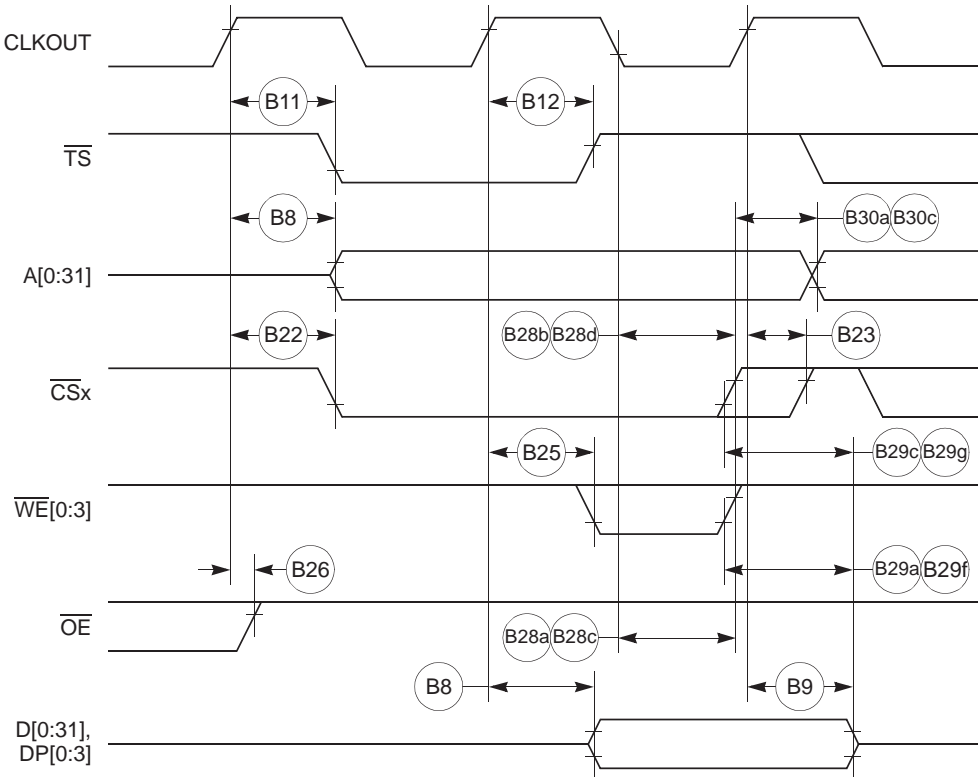 CLKOUT
B11
B12
TS
B8
B30a B30c
A[0:31]
B22
B28b B28d
B23
CSx
B25
B29c B29g
WE[0:3]
B26
B29a B29f
OE
B28a B28c
B8
B9
D[0:31],
DP[0:3]